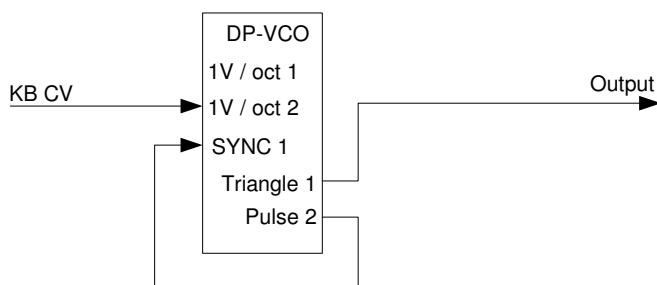 DP-VCO
1V / oct 1
KB CV
1V / oct 2
SYNC 1
Triangle 1
Pulse 2
Output